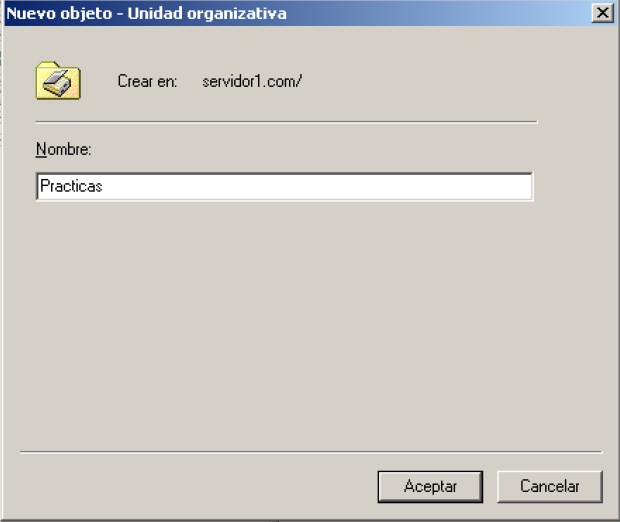 Nuevo objeto - Unidad organizativa
Crear en: servidor1.com/
Nombre:
Practicas
Aceptar Cancelar